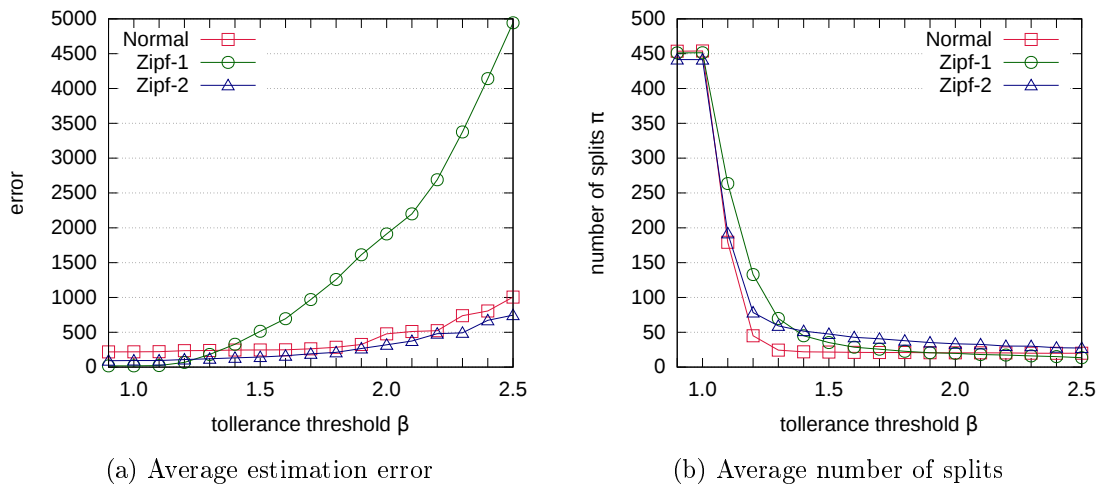 5000
4500
4000
3500
3000
2500
2000
1500
1000
500
0
error
Normal
Zipf-1
Zipf-2
1.0
1.5
2.0
2.5
tollerance threshold β
(a) Average estimation error
500
450
400
350
300
250
200
150
100
50
0
number of splits π
Normal
Zipf-1
Zipf-2
1.0
1.5
2.0
2.5
tollerance threshold β
(b) Average number of splits